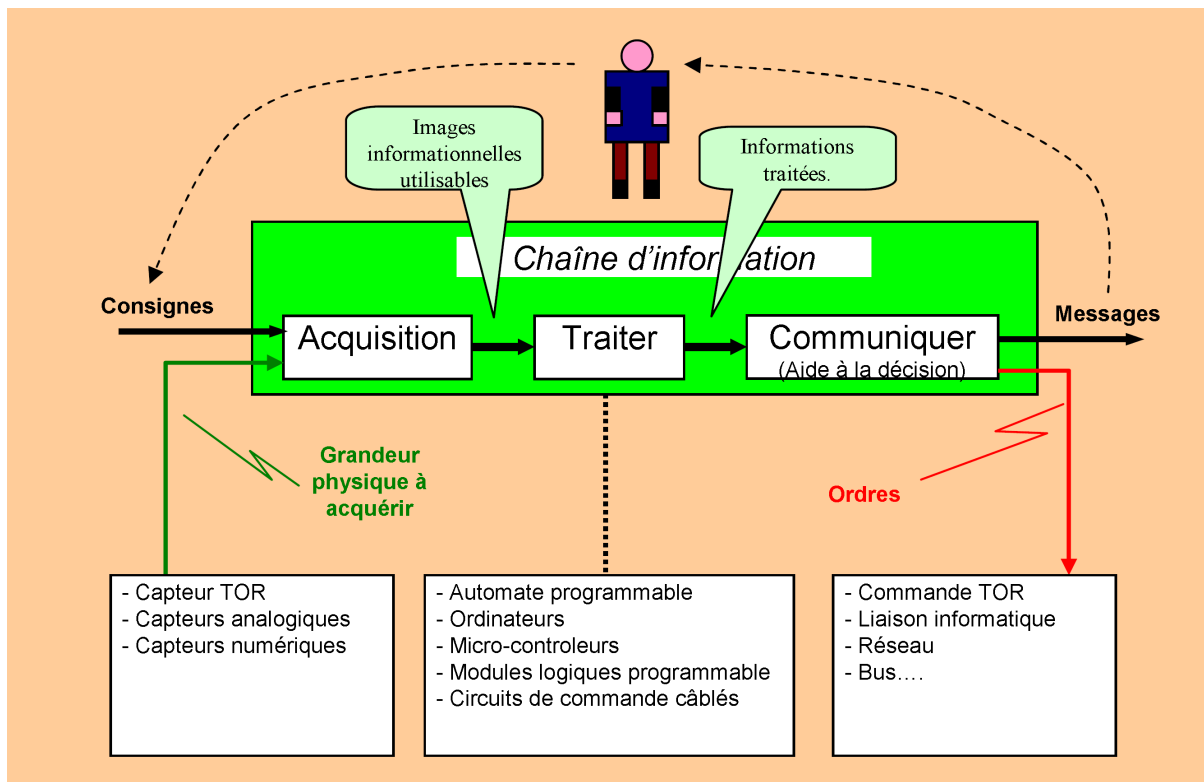 Images
informationnelles
utilisables
Informations
traitées.
Chaîne d’information
Consignes
Messages
Acquisition
Traiter
Communiquer
(Aide à la décision)
Grandeur
physique à
acquérir
Ordres
- Capteur TOR
- Capteurs analogiques
- Capteurs numériques
- Automate programmable
- Ordinateurs
- Micro-controleurs
- Modules logiques programmable
- Circuits de commande câblés
- Commande TOR
- Liaison informatique
- Réseau
- Bus….